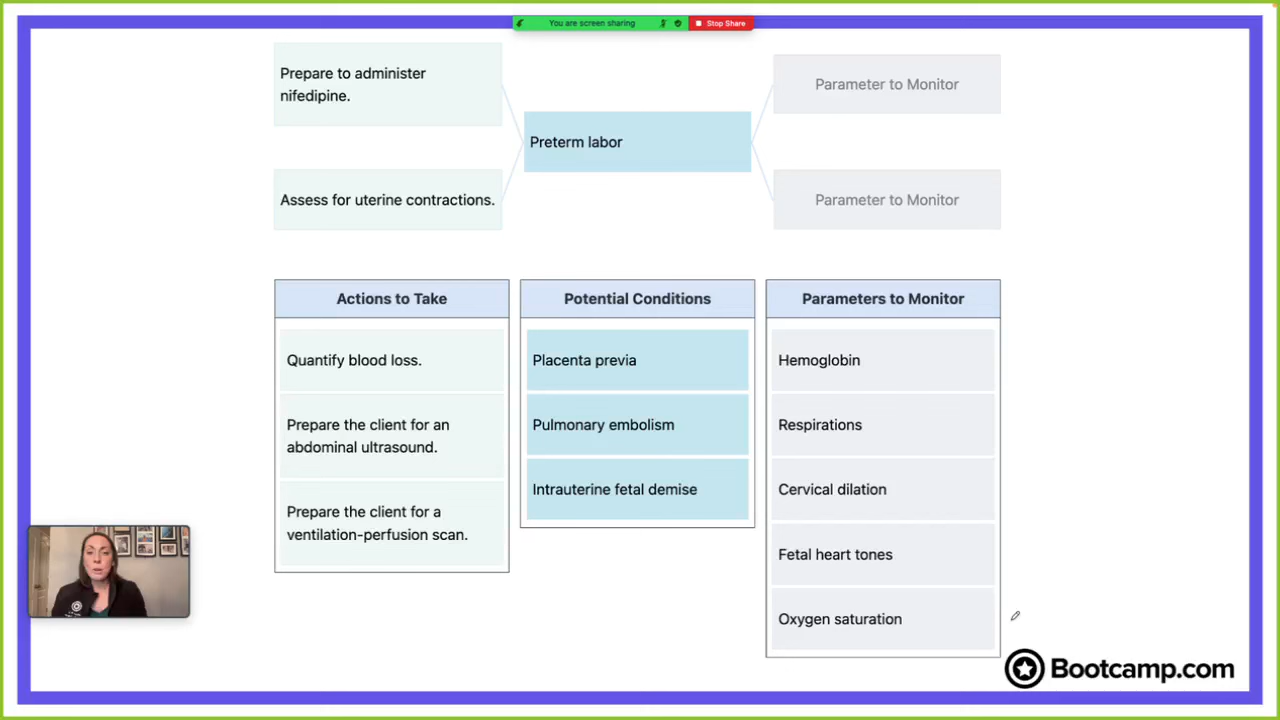 You are screen sharing
Stop Share
Prepare to administer
nifedipine.
Parameter to Monitor
Preterm labor
Assess for uterine contractions.
Parameter to Monitor
Actions to Take
Quantify blood loss.
Prepare the client for an
abdominal ultrasound.
Prepare the client for a
ventilation-perfusion scan.
Potential Conditions
Placenta previa
Pulmonary embolism
Intrauterine fetal demise
Parameters to Monitor
Hemoglobin
Respirations
Cervical dilation
Fetal heart tones
Oxygen saturation
Bootcamp.com